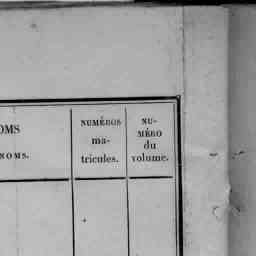 OMS
NOMS.
NUMÉROS
ma-
tricules.
NU-
MÉRO
du
volume.